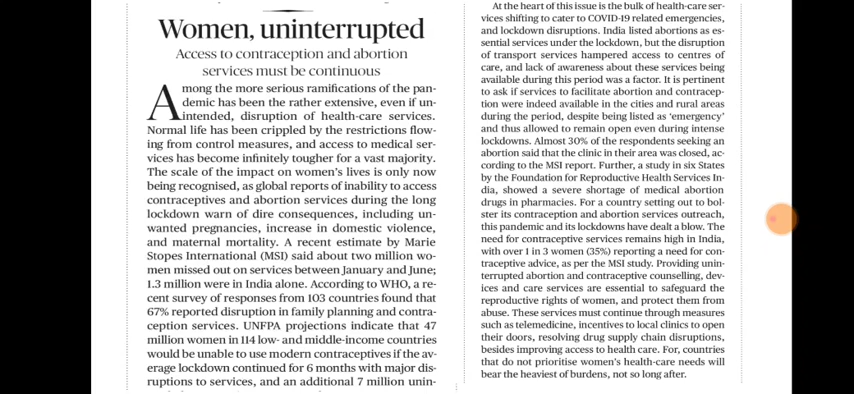 Women, uninterrupted
Access to contraception and abortion
services must be continuous
Among the more serious ramifications of the pan-
demic has been the rather extensive, even if un-
intended, disruption of health-care services.
Normal life has been crippled by the restrictions flow-
ing from control measures, and access to medical ser-
vices has become infinitely tougher for a vast majority.
The scale of the impact on women's lives is only now
being recognised, as global reports of inability to access
contraceptives and abortion services during the long
lockdown warn of dire consequences, including un-
wanted pregnancies, increase in domestic violence,
and maternal mortality. A recent estimate by Marie
Stopes International (MSI) said about two million wo-
men missed out on services between January and June;
1.3 million were in India alone. According to WHO, a re-
cent survey of responses from 103 countries found that
67% reported disruption in family planning and contra-
ception services. UNFPA projections indicate that 47
million women in 114 low- and middle-income countries
would be unable to use modern contraceptives if the av-
erage lockdown continued for 6 months with major dis-
ruptions to services, and an additional 7 million unin-
At the heart of this issue is the bulk of health-care ser-
vices shifting to cater to COVID-19 related emergencies,
and lockdown disruptions. India listed abortions as es-
sential services under the lockdown, but the disruption
of transport services hampered access to centres of
care, and lack of awareness about these services being
available during this period was a factor. It is pertinent
to ask if services to facilitate abortion and contracep-
tion were indeed available in the cities and rural areas
during the period, despite being listed as 'emergency'
and thus allowed to remain open even during intense
lockdowns. Almost 30% of the respondents seeking an
abortion said that the clinic in their area was closed, ac-
cording to the MSI report. Further, a study in six States
by the Foundation for Reproductive Health Services In-
dia, showed a severe shortage of medical abortion
drugs in pharmacies. For a country setting out to bol-
ster its contraception and abortion services outreach,
this pandemic and its lockdowns have dealt a blow. The
need for contraceptive services remains high in India,
with over 1 in 3 women (35%) reporting a need for con-
traceptive advice, as per the MSI study. Providing unin-
terrupted abortion and contraceptive counselling, dev-
ices and care services are essential to safeguard the
reproductive rights of women, and protect them from
abuse. These services must continue through measures
such as telemedicine, incentives to local clinics to open
their doors, resolving drug supply chain disruptions,
besides improving access to health care. For, countries
that do not prioritise women's health-care needs will
bear the heaviest of burdens, not so long after.